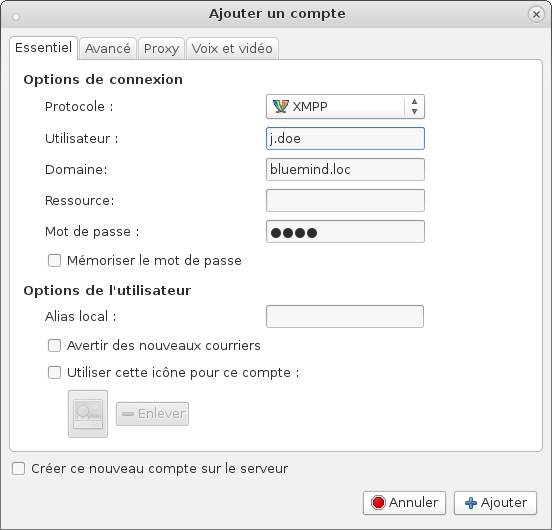 Ajouter un compte
Essentiel Avancé Proxy Voix et vidéo
Options de connexion
Protocole : XMPP
Utilisateur : j.doe
Domaine: bluemind.loc
Ressource:
Mot de passe : ●●●●
Mémoriser le mot de passe
Options de l'utilisateur
Alias local :
Avertir des nouveaux courriers
Utiliser cette icône pour ce compte :
Enlever
Créer ce nouveau compte sur le serveur
Annuler Ajouter